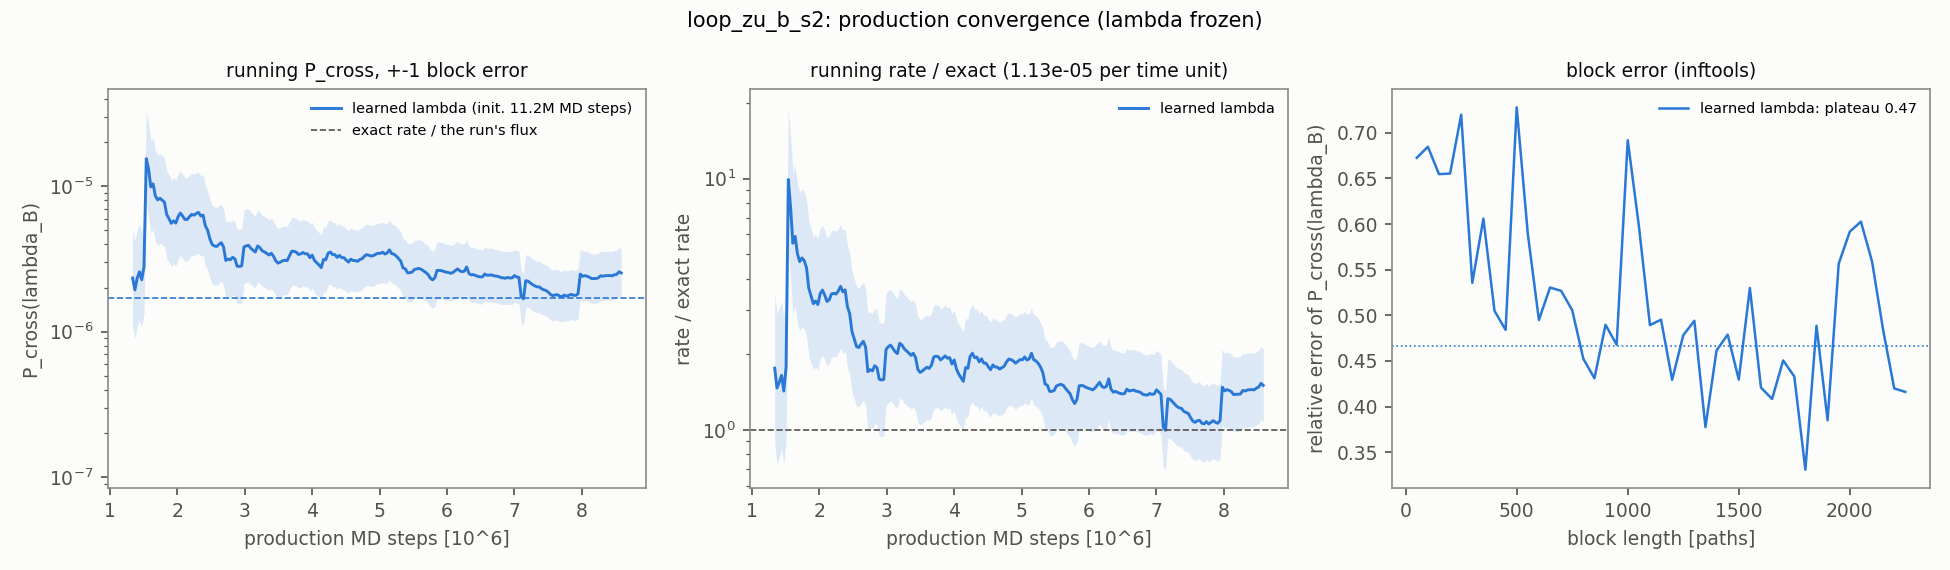 loop_zu_b_s2: production convergence (lambda frozen)
running P_cross, +-1 block error
learned lambda (init. 11.2M MD steps)
exact rate / the run's flux
10^-5
10^-6
10^-7
P_cross(lambda_B)
1 2 3 4 5 6 7 8
production MD steps [10^6]
running rate / exact (1.13e-05 per time unit)
learned lambda
10^1
10^0
rate / exact rate
1 2 3 4 5 6 7 8
production MD steps [10^6]
block error (inftools)
learned lambda: plateau 0.47
0.70
0.65
0.60
0.55
0.50
0.45
0.40
0.35
relative error of P_cross(lambda_B)
0 500 1000 1500 2000
block length [paths]